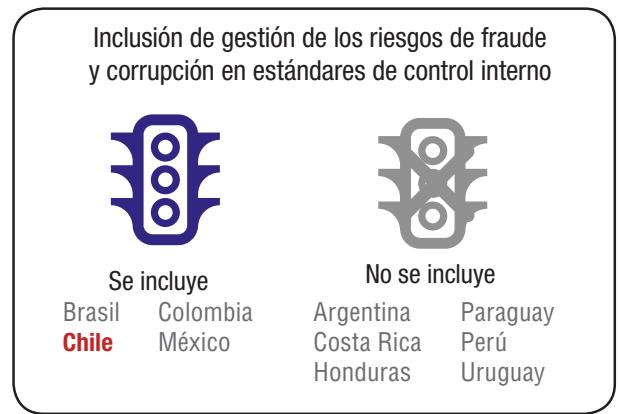 Inclusión de gestión de los riesgos de fraude
y corrupción en estándares de control interno
Se incluye
Brasil Colombia
Chile México
No se incluye
Argentina Paraguay
Costa Rica Perú
Honduras Uruguay